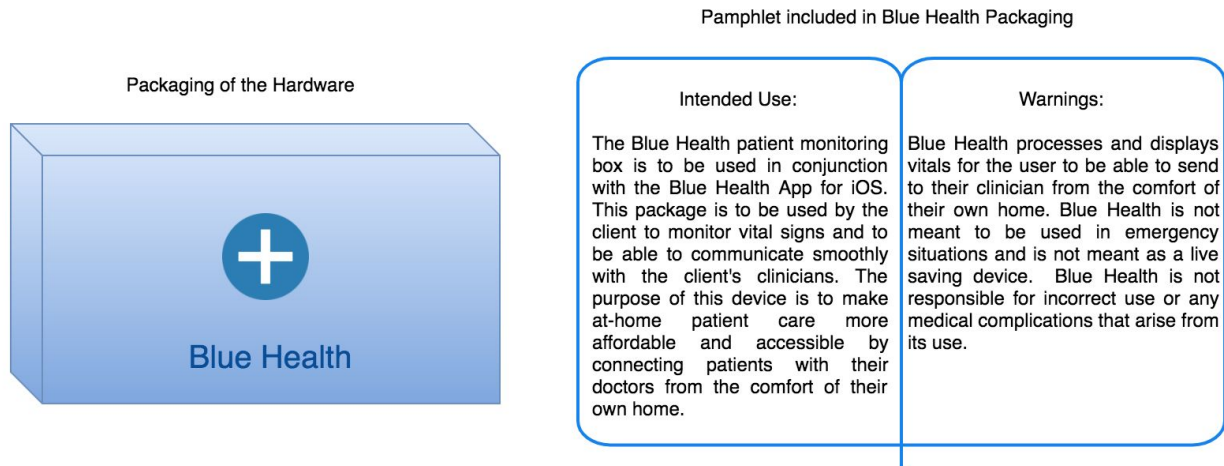 Pamphlet included in Blue Health Packaging
Packaging of the Hardware
Blue Health
Intended Use:
The Blue Health patient monitoring
box is to be used in conjunction
with the Blue Health App for iOS.
This package is to be used by the
client to monitor vital signs and to
be able to communicate smoothly
with the client's clinicians. The
purpose of this device is to make
at-home patient care more
affordable and accessible by
connecting patients with their
doctors from the comfort of their
own home.
Warnings:
Blue Health processes and displays
vitals for the user to be able to send
to their clinician from the comfort of
their own home. Blue Health is not
meant to be used in emergency
situations and is not meant as a live
saving device. Blue Health is not
responsible for incorrect use or any
medical complications that arise from
its use.